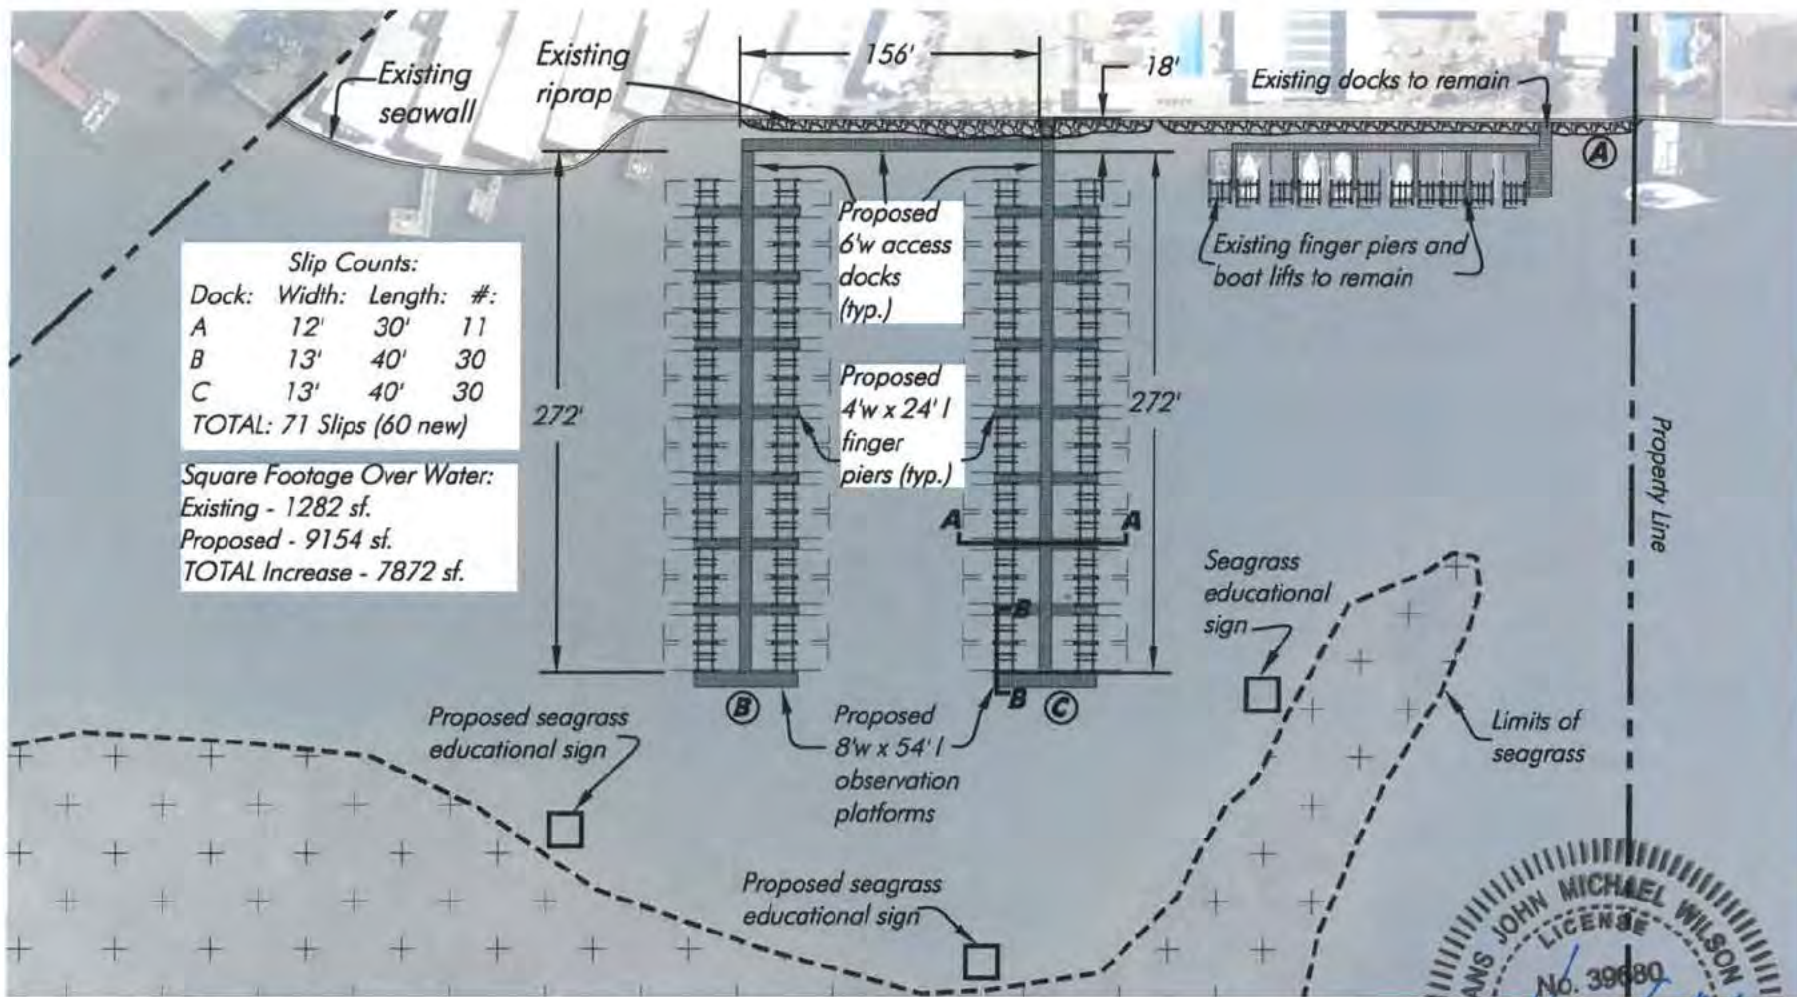 Existing
seawall
Existing
riprap
156'
18'
Existing docks to remain
A
Proposed
6'w access
docks
(typ.)
Existing finger piers and
boat lifts to remain
Slip Counts:
Dock: Width: Length: #:
A 12' 30' 11
B 13' 40' 30
C 13' 40' 30
TOTAL: 71 Slips (60 new)
272'
Proposed
4'w x 24' l
finger
piers (typ.)
272'
Square Footage Over Water:
Existing - 1282 sf.
Proposed - 9154 sf.
TOTAL Increase - 7872 sf.
A A
B
B
Property Line
Seagrass
educational
sign
B
C
Proposed seagrass
educational sign
Proposed
8'w x 54' l
observation
platforms
Limits of
seagrass
Proposed seagrass
educational sign
HANS JOHN MICHAEL WILSON
LICENSE
No. 39680